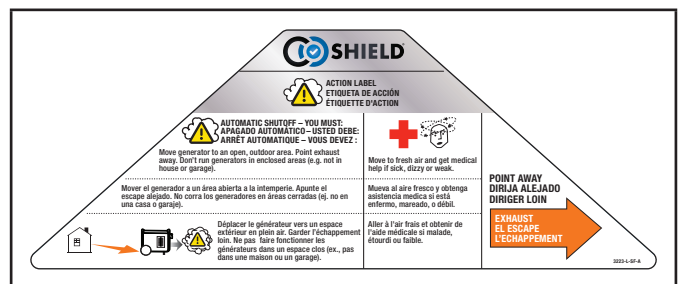 CO SHIELD
ACTION LABEL
ETIQUETA DE ACCIÓN
ÉTIQUETTE D'ACTION
AUTOMATIC SHUTOFF – YOU MUST:
APAGADO AUTOMÁTICO – USTED DEBE:
ARRÊT AUTOMATIQUE – VOUS DEVEZ :
Move generator to an open, outdoor area. Point exhaust
away. Don't run generators in enclosed areas (e.g. not in
house or garage).
Move to fresh air and get medical
help if sick, dizzy or weak.
Mover el generador a un área abierta a la intemperie. Apunte el
escape alejado. No corra los generadores en áreas cerradas (ej. no en
una casa o garaje).
Mueva al aire fresco y obtenga
asistencia medica si está
enfermo, mareado, o débil.
Déplacer le générateur vers un espace
extérieur en plein air. Garder l'échappement
loin. Ne pas faire fonctionner les
générateurs dans un espace clos (ex., pas
dans une maison ou un garage).
Aller à l'air frais et obtenir de
l'aide médicale si malade,
étourdi ou faible.
POINT AWAY
DIRIJA ALEJADO
DIRIGER LOIN
EXHAUST
EL ESCAPE
L'ECHAPPEMENT
3223-L-SF-A